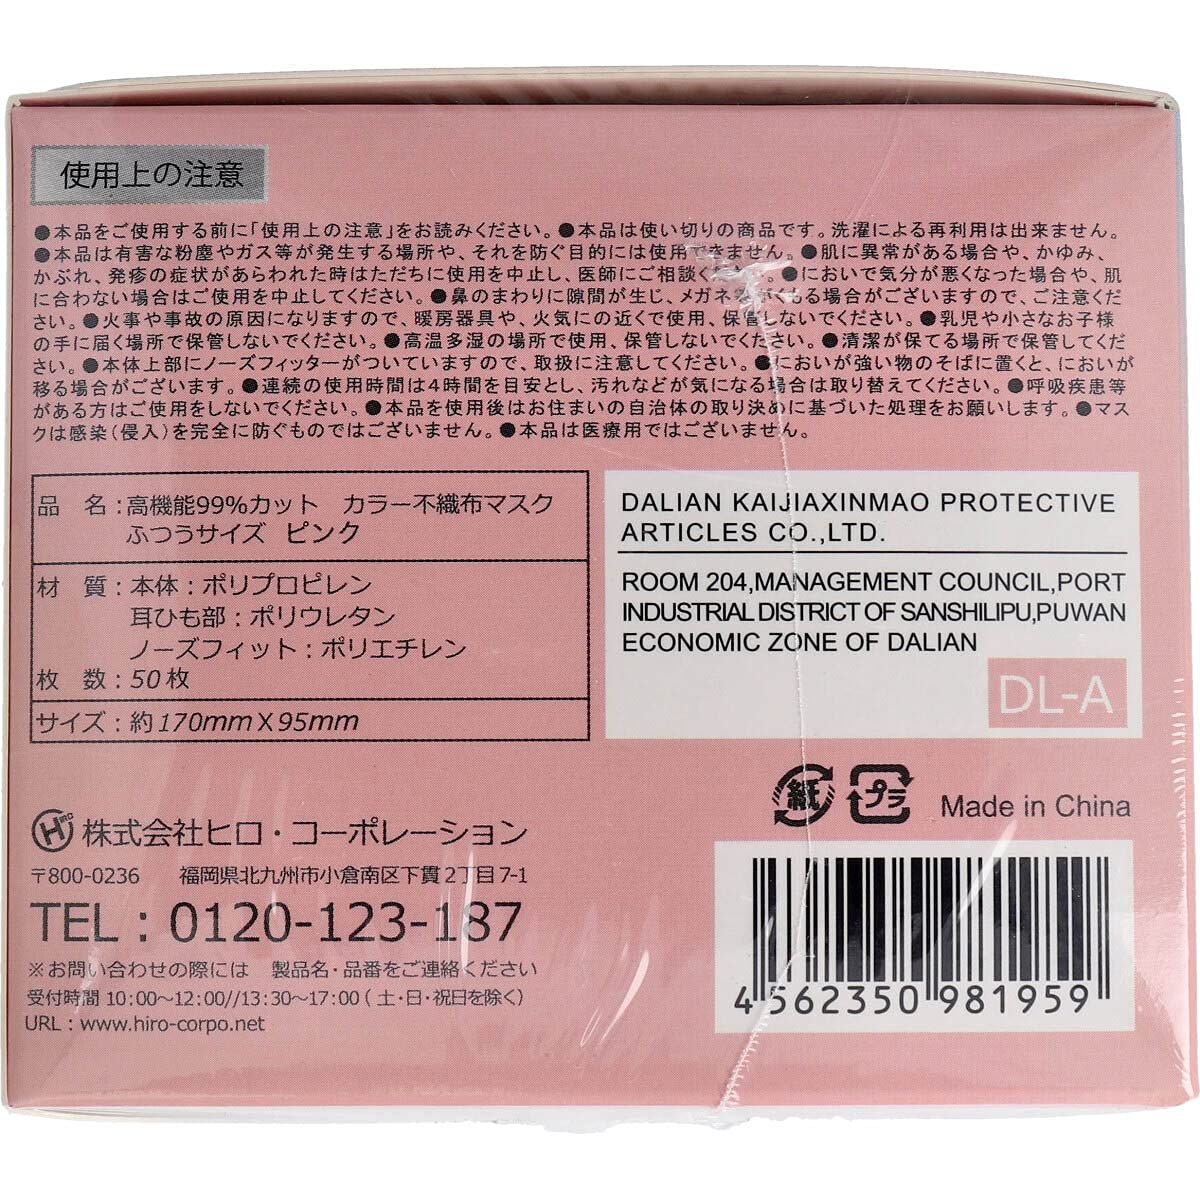 使用上の注意
●本品をご使用する前に「使用上の注意」をお読みください。●本品は使い切りの商品です。洗濯による再利用は出来ません。
●本品は有害な粉塵やガス等が発生する場所や、それを防ぐ目的には使用できません。●肌に異常がある場合や、かゆみ、
かぶれ、発疹の症状があらわれた時はただちに使用を中止し、医師にご相談ください。●においで気分が悪くなった場合や、肌
に合わない場合はご使用を中止してください。●鼻のまわりに隙間が生じ、メガネがくもる場合がございますので、ご注意くだ
さい。●火事や事故の原因になりますので、暖房器具や、火気にの近くで使用、保管しないでください。●乳児や小さなお子様
の手に届く場所で保管しないでください。●高温多湿の場所で使用、保管しないでください。●清潔が保てる場所で保管してくだ
さい。●本体上部にノーズフィッターがついていますので、取扱に注意してください。●においが強い物のそばに置くと、においが
移る場合がございます。●連続の使用時間は4時間を目安とし、汚れなどが気になる場合は取り替えてください。●呼吸疾患等
がある方はご使用をしないでください。●本品を使用後はお住まいの自治体の取り決めに基づいた処理をお願いします。●マス
クは感染(侵入)を完全に防ぐものではございません。●本品は医療用ではございません。
品 名：高機能99%カット カラー不織布マスク
ふつうサイズ ピンク
材 質：本体：ポリプロピレン
耳ひも部：ポリウレタン
ノーズフィット：ポリエチレン
枚 数：50枚
サイズ：約170mmX95mm
DALIAN KAIJIAXINMAO PROTECTIVE
ARTICLES CO.,LTD.
ROOM 204,MANAGEMENT COUNCIL,PORT
INDUSTRIAL DISTRICT OF SANSHILIPU,PUWAN
ECONOMIC ZONE OF DALIAN
DL-A
紙 プラ Made in China
HIRO 株式会社ヒロ・コーポレーション
〒800-0236 福岡県北九州市小倉南区下貫2丁目7-1
TEL：0120-123-187
※お問い合わせの際には 製品名・品番をご連絡ください
受付時間 10:00～12:00//13:30～17:00（土・日・祝日を除く）
URL：www.hiro-corpo.net
4 562350 981959